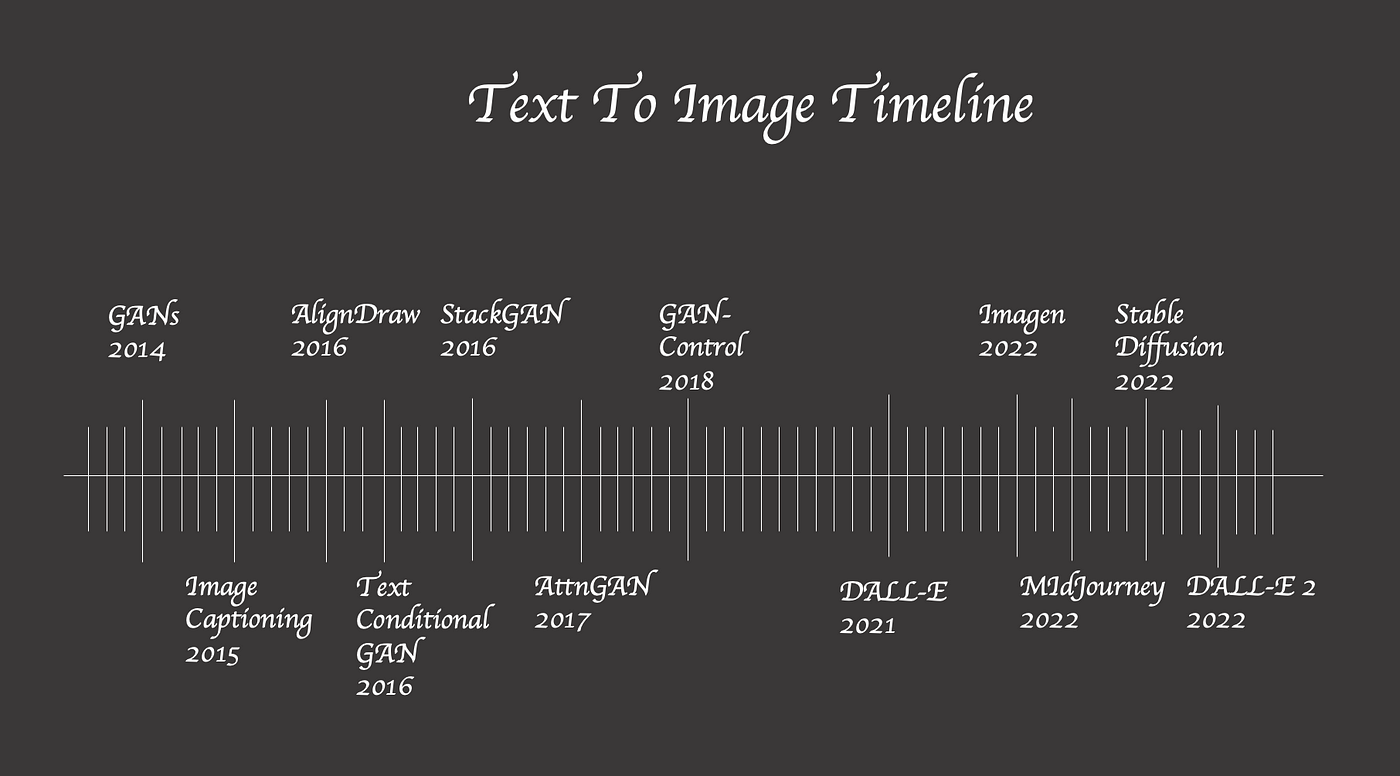 Text To Image Timeline
GANs
2014
AlignDraw
2016
StackGAN
2016
GAN-
Control
2018
Imagen
2022
Stable
Diffusion
2022
Image
Captioning
2015
Text
Conditional
GAN
2016
AttnGAN
2017
DALL-E
2021
MIdJourney
2022
DALL-E 2
2022